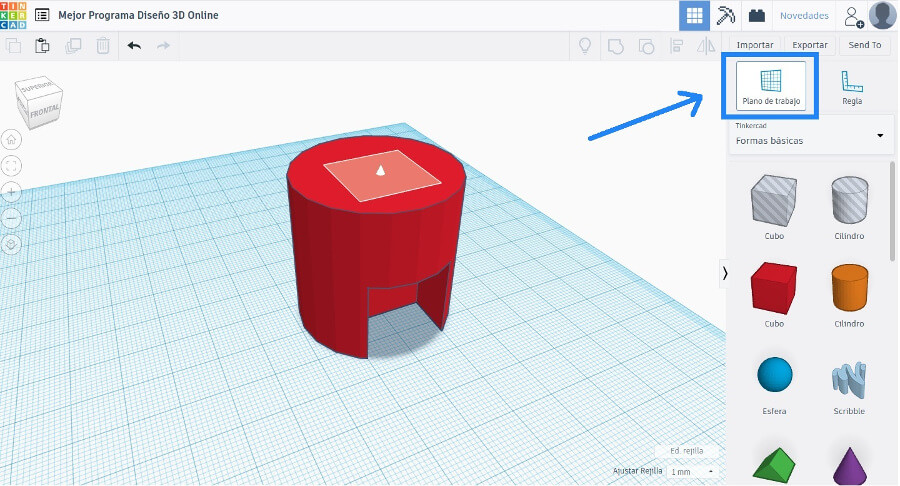 TIN
KER
CAD
Mejor Programa Diseño 3D Online
Novedades
Importar
Exportar
Send To
SUPERIOR
FRONTAL
Plano de trabajo
Regla
Tinkercad
Formas básicas
Cubo
Cilindro
Cubo
Cilindro
Esfera
Scribble
Ed. rejilla
Ajustar Rejilla
1 mm